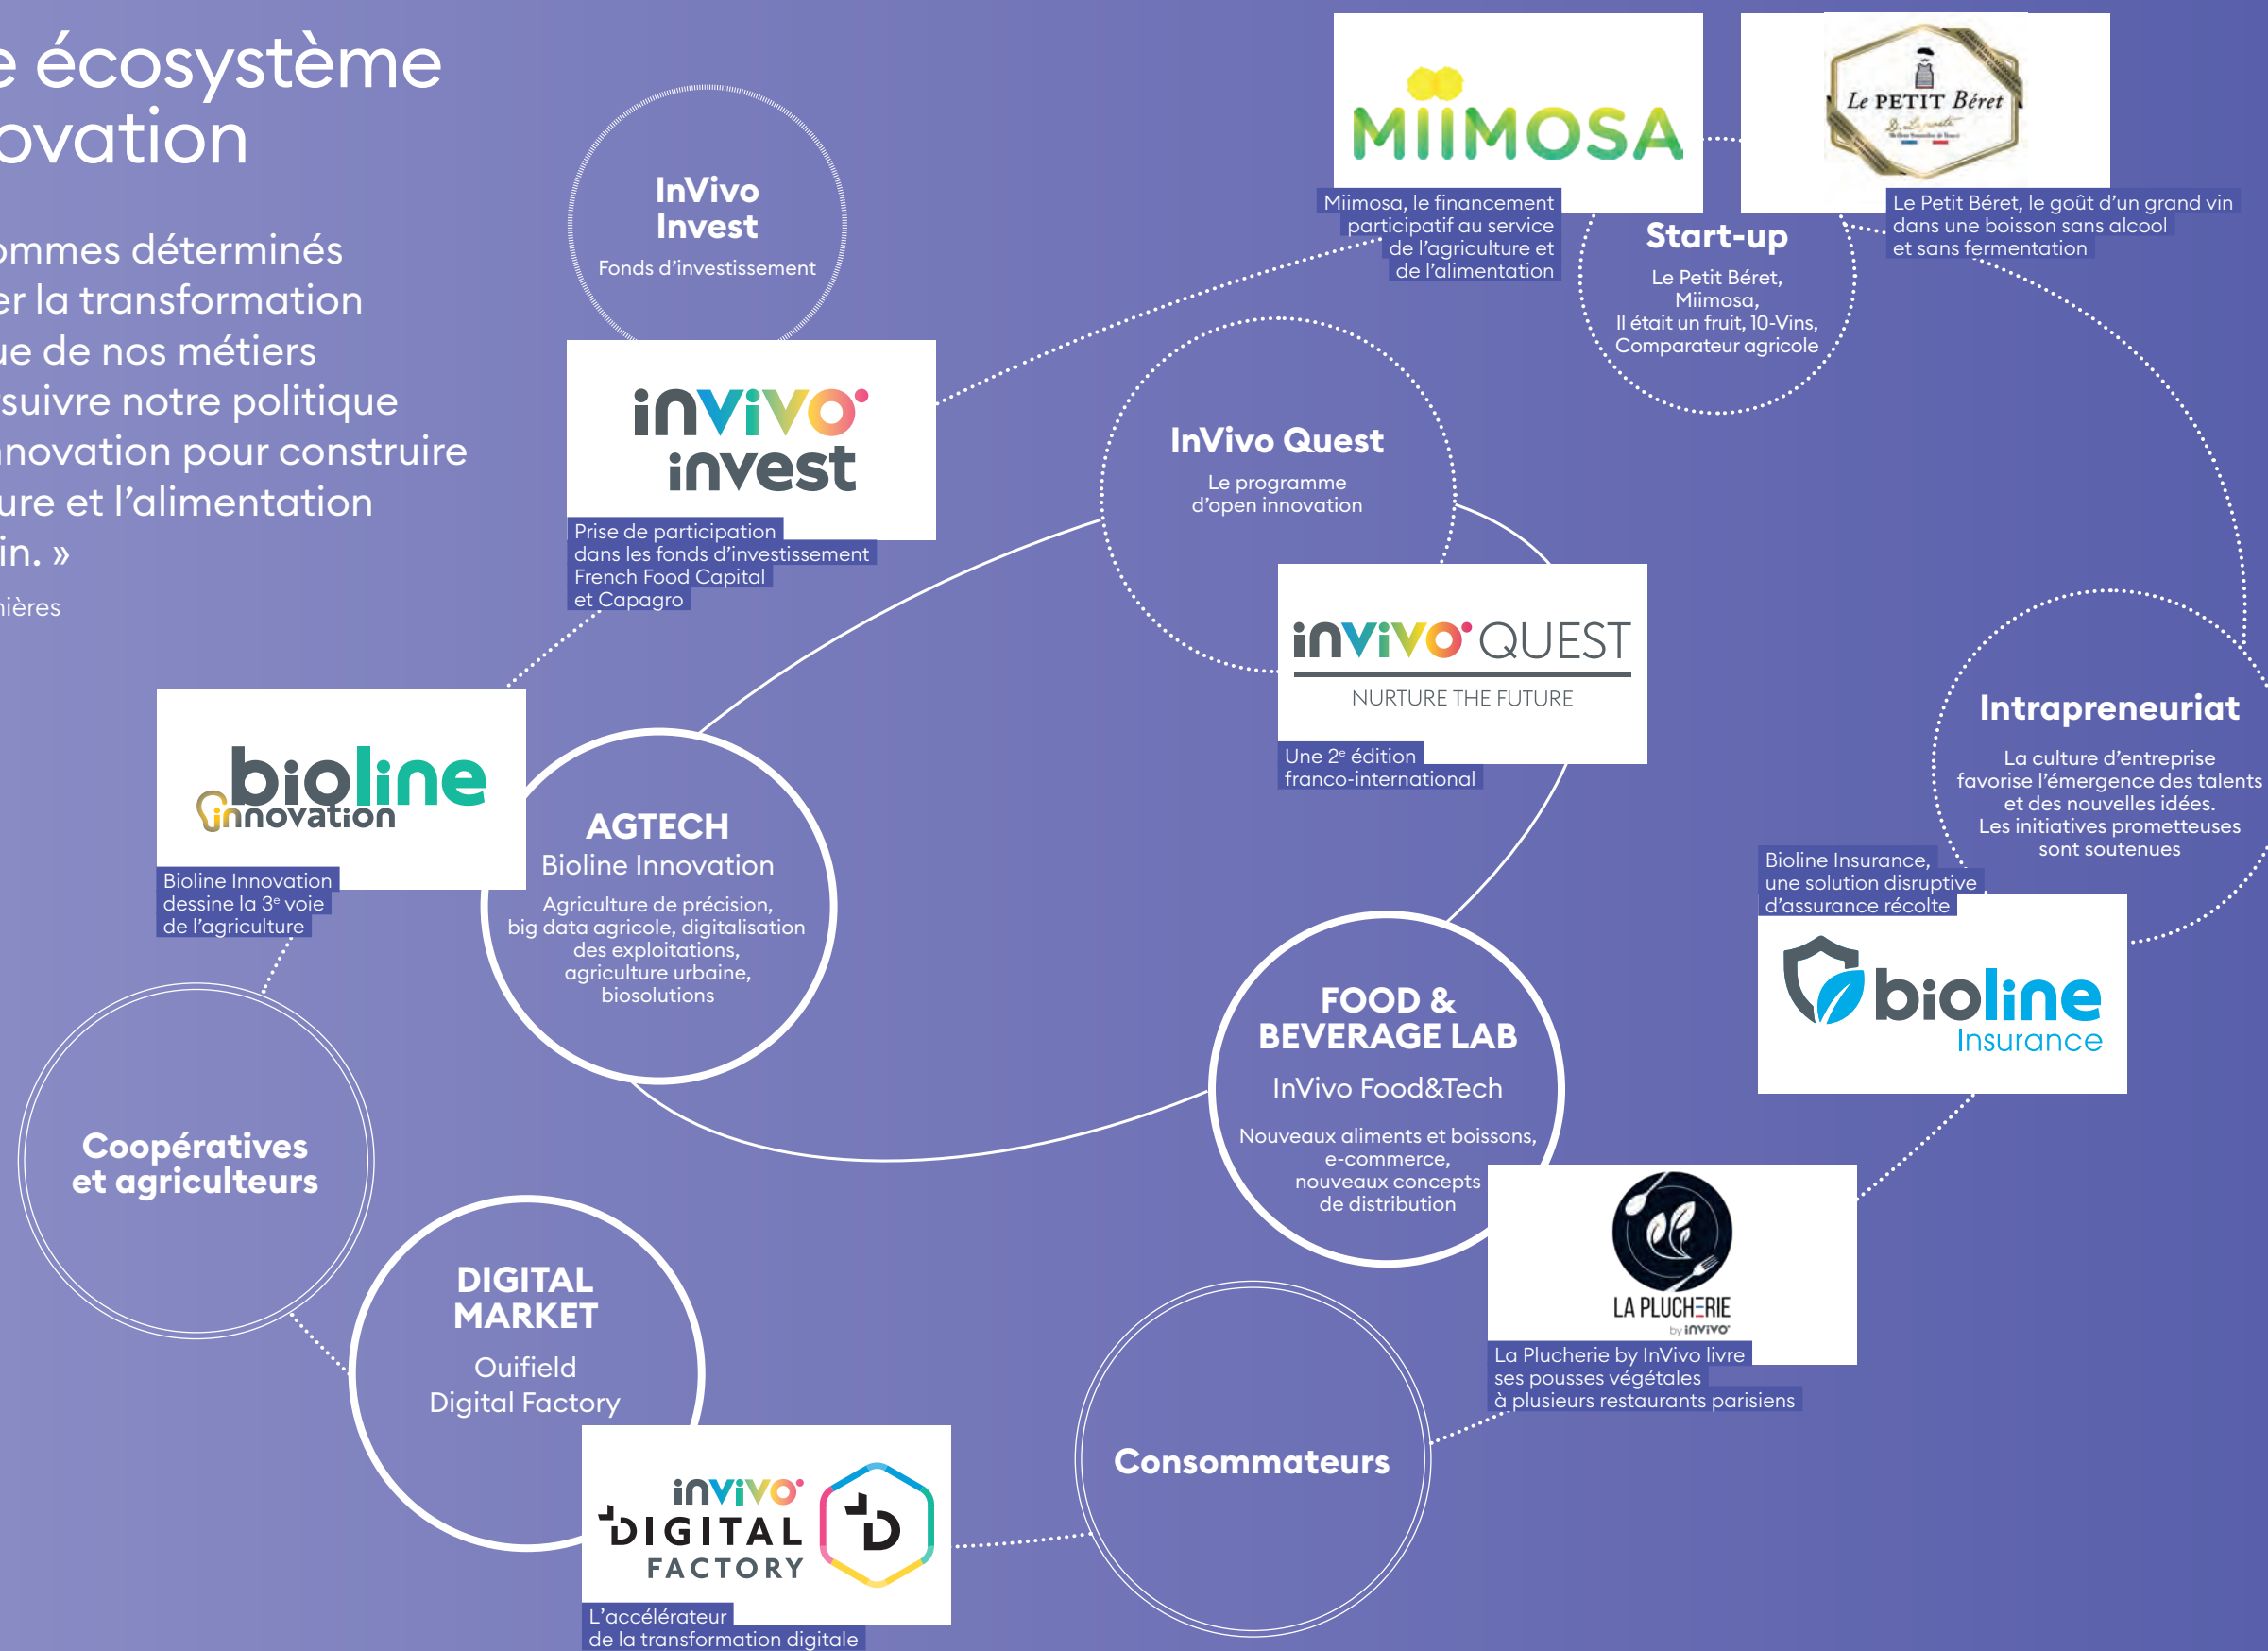 e écosystème
ovation
ommes déterminés
er la transformation
ue de nos métiers
suivre notre politique
nnovation pour construire
ure et l’alimentation
in. »
ières
InVivo
Invest
Fonds d’investissement
invivo
invest
Prise de participation
dans les fonds d’investissement
French Food Capital
et Capagro
MIIMOSA
Miimosa, le financement
participatif au service
de l’agriculture et
de l’alimentation
Le PETIT Béret
Le Petit Béret, le goût d’un grand vin
dans une boisson sans alcool
et sans fermentation
Start-up
Le Petit Béret,
Miimosa,
Il était un fruit, 10-Vins,
Comparateur agricole
InVivo Quest
Le programme
d’open innovation
invivo QUEST
NURTURE THE FUTURE
Une 2e édition
franco-international
Intrapreneuriat
La culture d’entreprise
favorise l’émergence des talents
et des nouvelles idées.
Les initiatives prometteuses
sont soutenues
Bioline Insurance,
une solution disruptive
d’assurance récolte
bioline
Insurance
bioline
innovation
Bioline Innovation
dessine la 3e voie
de l’agriculture
AGTECH
Bioline Innovation
Agriculture de précision,
big data agricole, digitalisation
des exploitations,
agriculture urbaine,
biosolutions
FOOD &
BEVERAGE LAB
InVivo Food&Tech
Nouveaux aliments et boissons,
e-commerce,
nouveaux concepts
de distribution
LA PLUCHERIE
by invivo
La Plucherie by InVivo livre
ses pousses végétales
à plusieurs restaurants parisiens
Coopératives
et agriculteurs
DIGITAL
MARKET
Ouifield
Digital Factory
invivo
DIGITAL
FACTORY
D
L’accélérateur
de la transformation digitale
Consommateurs